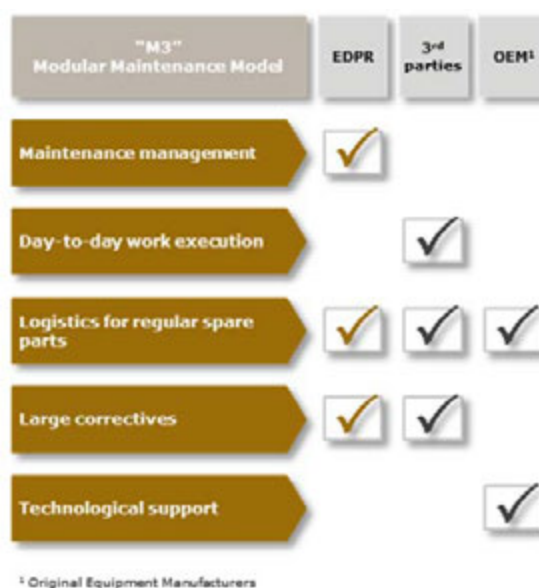 "M3"
Modular Maintenance Model
EDPR
3rd
parties
OEM¹
Maintenance management
Day-to-day work execution
Logistics for regular spare
parts
Large correctives
Technological support
¹ Original Equipment Manufacturers